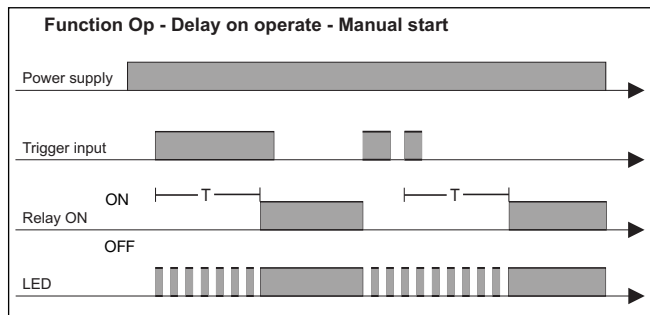 Function Op - Delay on operate - Manual start
Power supply
Trigger input
ON
T
T
Relay ON
OFF
LED